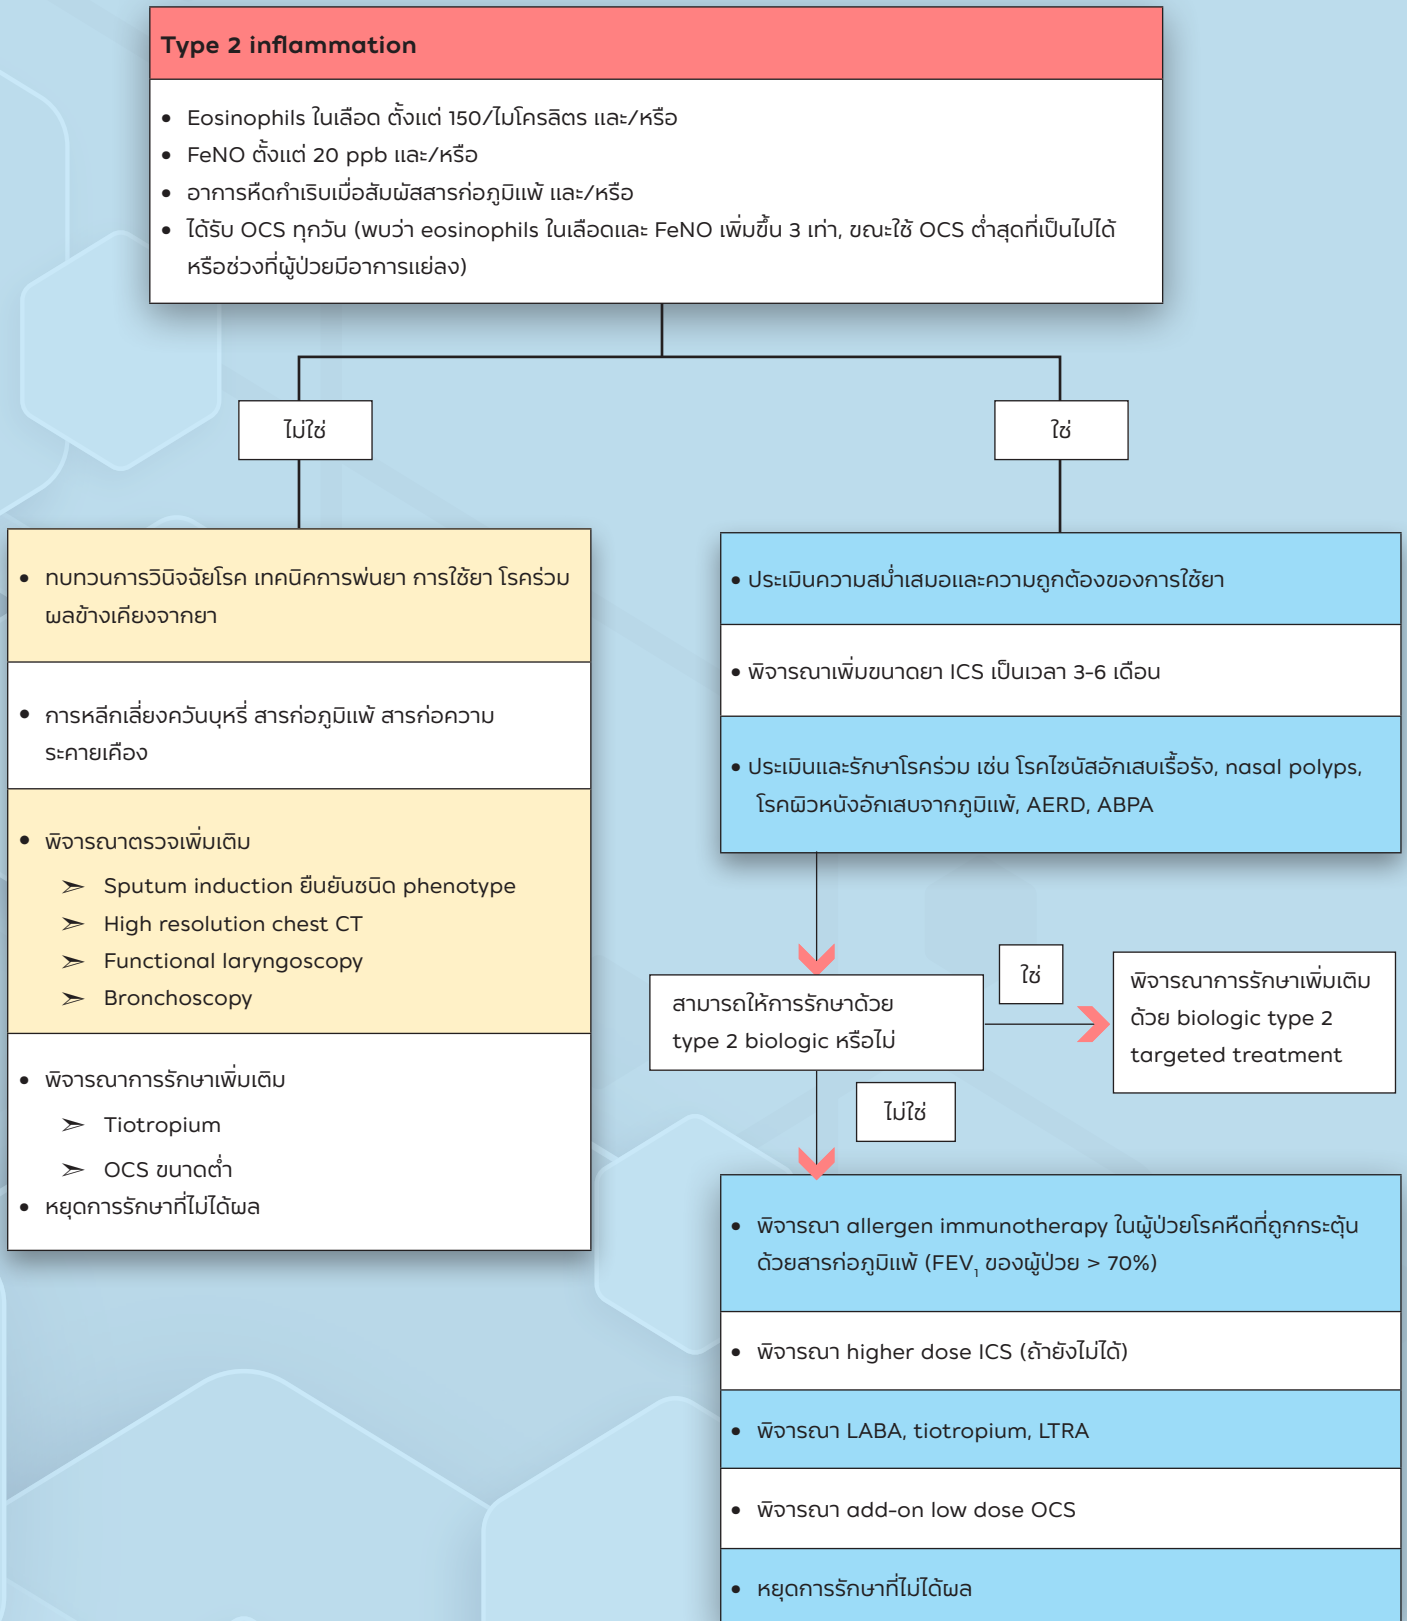 Type 2 inflammation
• Eosinophils ในเลือด ตั้งแต่ 150/ไมโครลิตร และ/หรือ
• FeNO ตั้งแต่ 20 ppb และ/หรือ
• อาการหืดกำเริบเมื่อสัมผัสสารก่อภูมิแพ้ และ/หรือ
• ได้รับ OCS ทุกวัน (พบว่า eosinophils ในเลือดและ FeNO เพิ่มขึ้น 3 เท่า, ขณะใช้ OCS ต่ำสุดที่เป็นไปได้
หรือช่วงที่ผู้ป่วยมีอาการแย่ลง)
ไม่ใช่
ใช่
• ทบทวนการวินิจฉัยโรค เทคนิคการพ่นยา การใช้ยา โรคร่วม
ผลข้างเคียงจากยา
• การหลีกเลี่ยงควันบุหรี่ สารก่อภูมิแพ้ สารก่อความ
ระคายเคือง
• พิจารณาตรวจเพิ่มเติม
➢ Sputum induction ยืนยันชนิด phenotype
➢ High resolution chest CT
➢ Functional laryngoscopy
➢ Bronchoscopy
• พิจารณาการรักษาเพิ่มเติม
➢ Tiotropium
➢ OCS ขนาดต่ำ
• หยุดการรักษาที่ไม่ได้ผล
• ประเมินความสม่ำเสมอและความถูกต้องของการใช้ยา
• พิจารณาเพิ่มขนาดยา ICS เป็นเวลา 3-6 เดือน
• ประเมินและรักษาโรคร่วม เช่น โรคไซนัสอักเสบเรื้อรัง, nasal polyps,
โรคผิวหนังอักเสบจากภูมิแพ้, AERD, ABPA
สามารถให้การรักษาด้วย
type 2 biologic หรือไม่
ใช่
พิจารณาการรักษาเพิ่มเติม
ด้วย biologic type 2
targeted treatment
ไม่ใช่
• พิจารณา allergen immunotherapy ในผู้ป่วยโรคหืดที่ถูกกระตุ้น
ด้วยสารก่อภูมิแพ้ (FEV₁ ของผู้ป่วย > 70%)
• พิจารณา higher dose ICS (ถ้ายังไม่ได้)
• พิจารณา LABA, tiotropium, LTRA
• พิจารณา add-on low dose OCS
• หยุดการรักษาที่ไม่ได้ผล